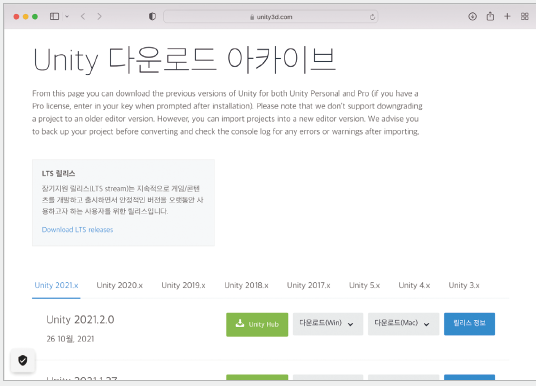 unity3d.com
Unity 다운로드 아카이브
From this page you can download the previous versions of Unity for both Unity Personal and Pro (if you have a
Pro license, enter in your key when prompted after installation). Please note that we don't support downgrading
a project to an older editor version. However, you can import projects into a new editor version. We advise you
to back up your project before converting and check the console log for any errors or warnings after importing.
LTS 릴리스
장기지원 릴리스(LTS stream)는 지속적으로 게임/콘텐
츠를 개발하고 출시하면서 안정적인 버전을 오랫동안 사
용하고자 하는 사용자를 위한 릴리스입니다.
Download LTS releases
Unity 2021.x Unity 2020.x Unity 2019.x Unity 2018.x Unity 2017.x Unity 5.x Unity 4.x Unity 3.x
Unity 2021.2.0 Unity Hub 다운로드(Win) 다운로드(Mac) 릴리스 정보
26 10월, 2021